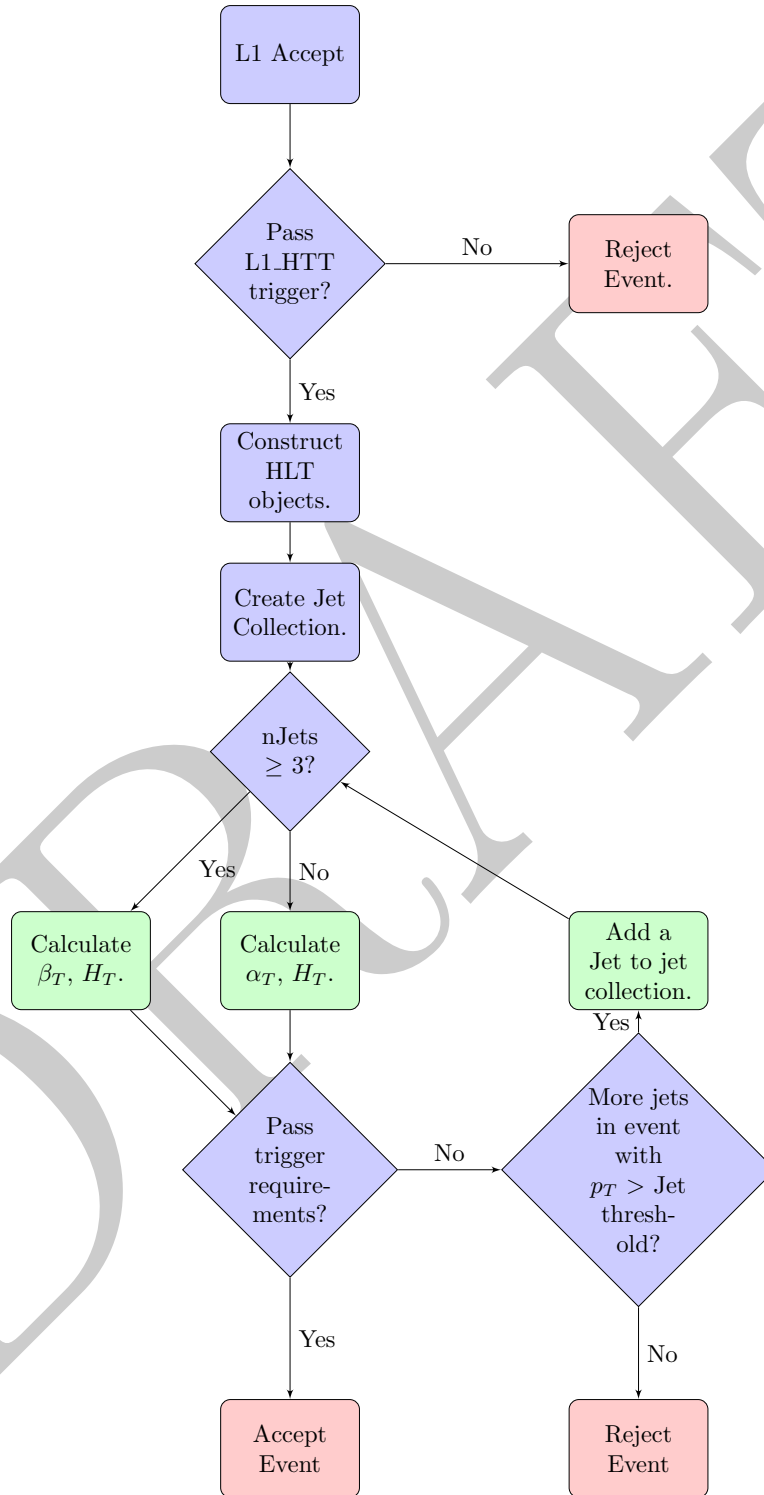 L1 Accept
Pass
L1_HTT
trigger?
No
Reject
Event.
Yes
Construct
HLT
objects.
Create Jet
Collection.
nJets
≥ 3?
Yes
No
Calculate
β_T, H_T.
Calculate
α_T, H_T.
Add a
Jet to jet
collection.
Yes
Pass
trigger
require-
ments?
No
More jets
in event
with
p_T > Jet
thresh-
old?
Yes
No
Accept
Event
Reject
Event
DRAFT